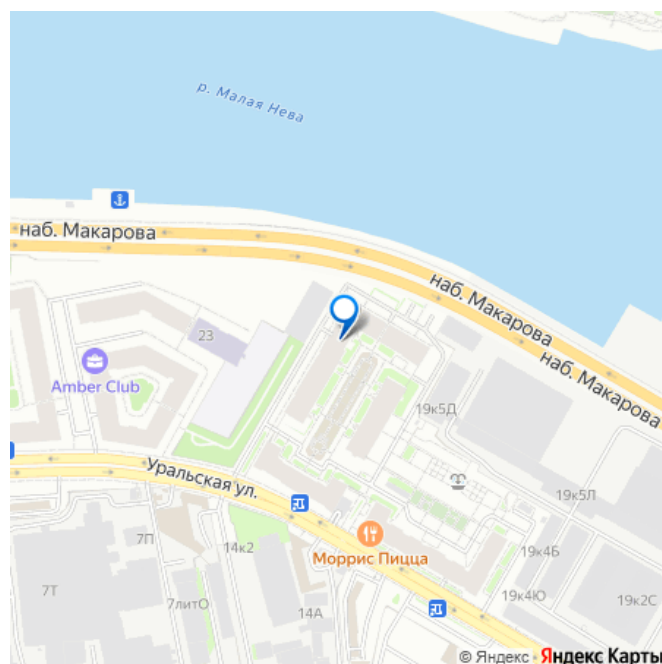 р. Малая Нева
наб. Макарова
наб. Макарова
наб. Макарова
23
Amber Club
19к5Д
Уральская ул.
19к5Л
7П
14к2
Моррис Пицца
19к4Б
7Т
7литО
14А
19к4Ю
19к2С
© Яндекс Яндекс Карты